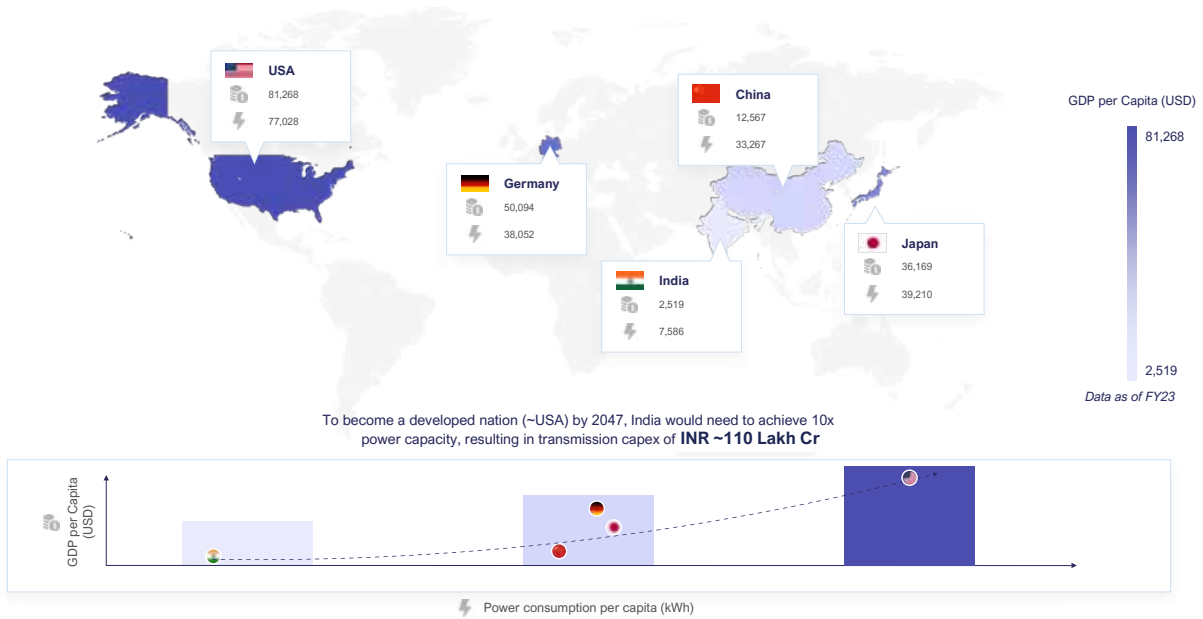 USA
81,268
77,028
China
12,567
33,267
GDP per Capita (USD)
81,268
Germany
50,094
38,052
Japan
36,169
39,210
India
2,519
7,586
2,519
Data as of FY23
To become a developed nation (~USA) by 2047, India would need to achieve 10x
power capacity, resulting in transmission capex of INR ~110 Lakh Cr
GDP per Capita
(USD)
Power consumption per capita (kWh)